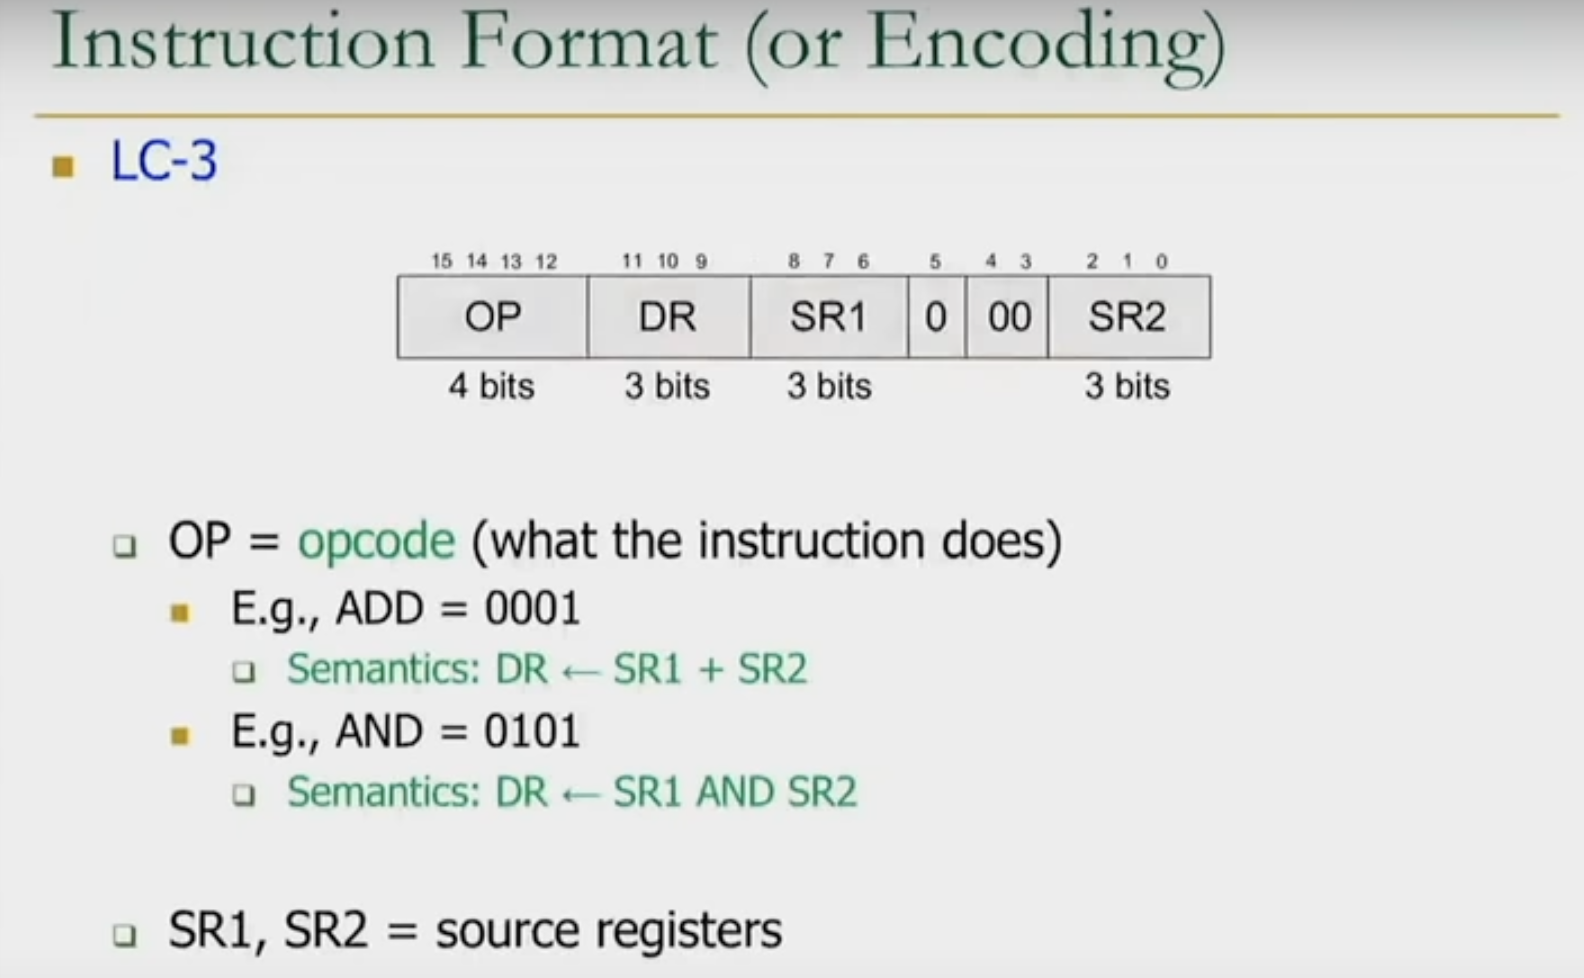 Instruction Format (or Encoding)
LC-3
15 14 13 12 11 10 9 8 7 6 5 4 3 2 1 0
OP DR SR1 0 00 SR2
4 bits 3 bits 3 bits 3 bits
OP = opcode (what the instruction does)
E.g., ADD = 0001
Semantics: DR ← SR1 + SR2
E.g., AND = 0101
Semantics: DR ← SR1 AND SR2
SR1, SR2 = source registers